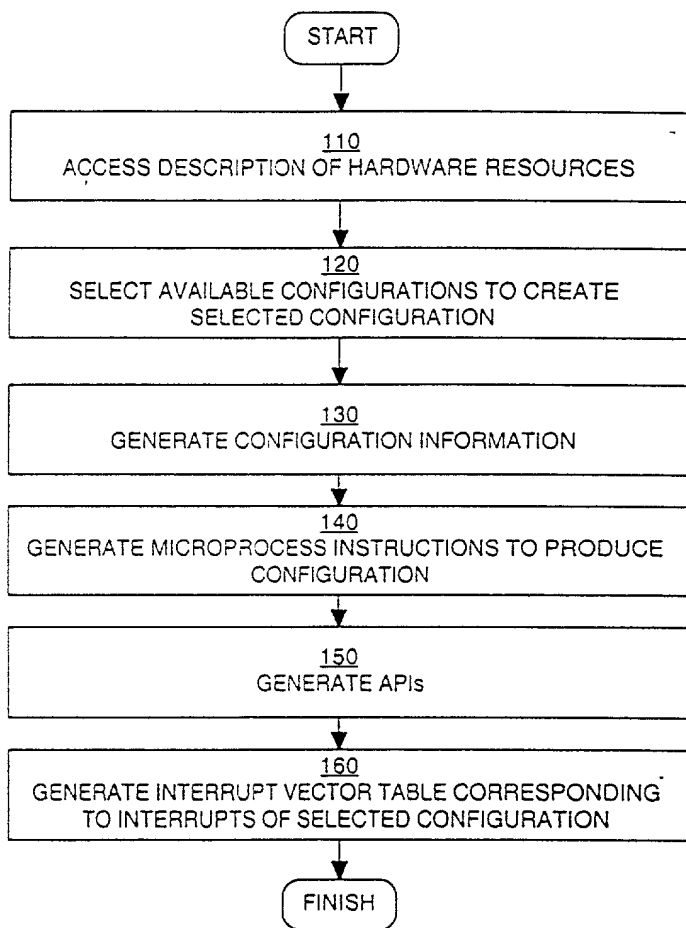 START
110
ACCESS DESCRIPTION OF HARDWARE RESOURCES
120
SELECT AVAILABLE CONFIGURATIONS TO CREATE
SELECTED CONFIGURATION
130
GENERATE CONFIGURATION INFORMATION
140
GENERATE MICROPROCESS INSTRUCTIONS TO PRODUCE
CONFIGURATION
150
GENERATE APIs
160
GENERATE INTERRUPT VECTOR TABLE CORRESPONDING
TO INTERRUPTS OF SELECTED CONFIGURATION
FINISH